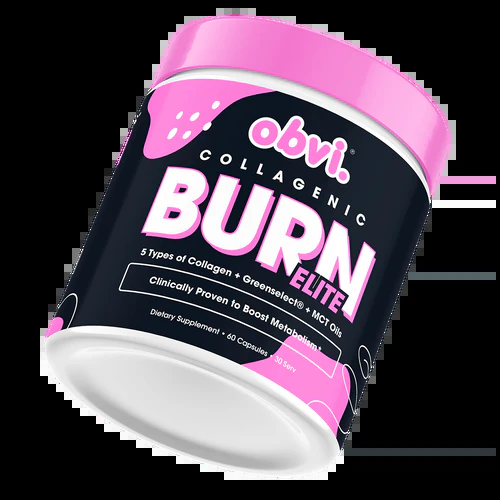 obvi.®
COLLAGENIC
BURN
ELITE
5 Types of Collagen + Greenselect® + MCT Oils
Clinically Proven to Boost Metabolism*
Dietary Supplement • 60 Capsules • 30 Serv